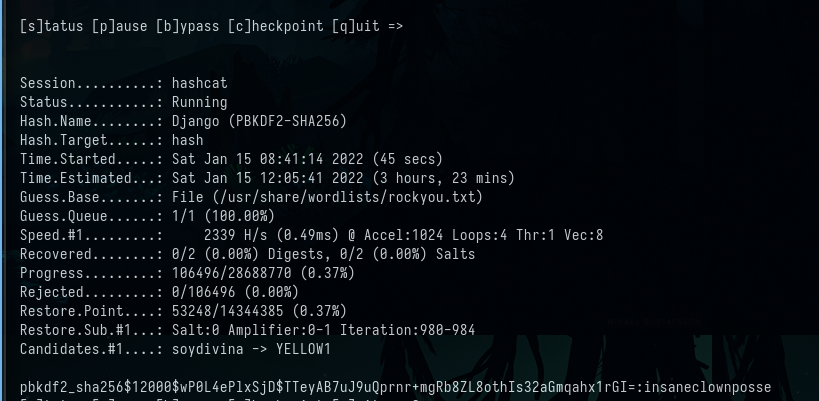 [s]tatus [p]ause [b]ypass [c]heckpoint [q]uit =>
Session..........: hashcat
Status...........: Running
Hash.Name........: Django (PBKDF2-SHA256)
Hash.Target......: hash
Time.Started.....: Sat Jan 15 08:41:14 2022 (45 secs)
Time.Estimated...: Sat Jan 15 12:05:41 2022 (3 hours, 23 mins)
Guess.Base.......: File (/usr/share/wordlists/rockyou.txt)
Guess.Queue......: 1/1 (100.00%)
Speed.#1.........:     2339 H/s (0.49ms) @ Accel:1024 Loops:4 Thr:1 Vec:8
Recovered........: 0/2 (0.00%) Digests, 0/2 (0.00%) Salts
Progress.........: 106496/28688770 (0.37%)
Rejected.........: 0/106496 (0.00%)
Restore.Point....: 53248/14344385 (0.37%)
Restore.Sub.#1...: Salt:0 Amplifier:0-1 Iteration:980-984
Candidates.#1....: soydivina -> YELLOW1
pbkdf2_sha256$12000$wP0L4ePlxSjD$TTeyAB7uJ9uQprnr+mgRb8ZL8othIs32aGmqahx1rGI=:insaneclownposse